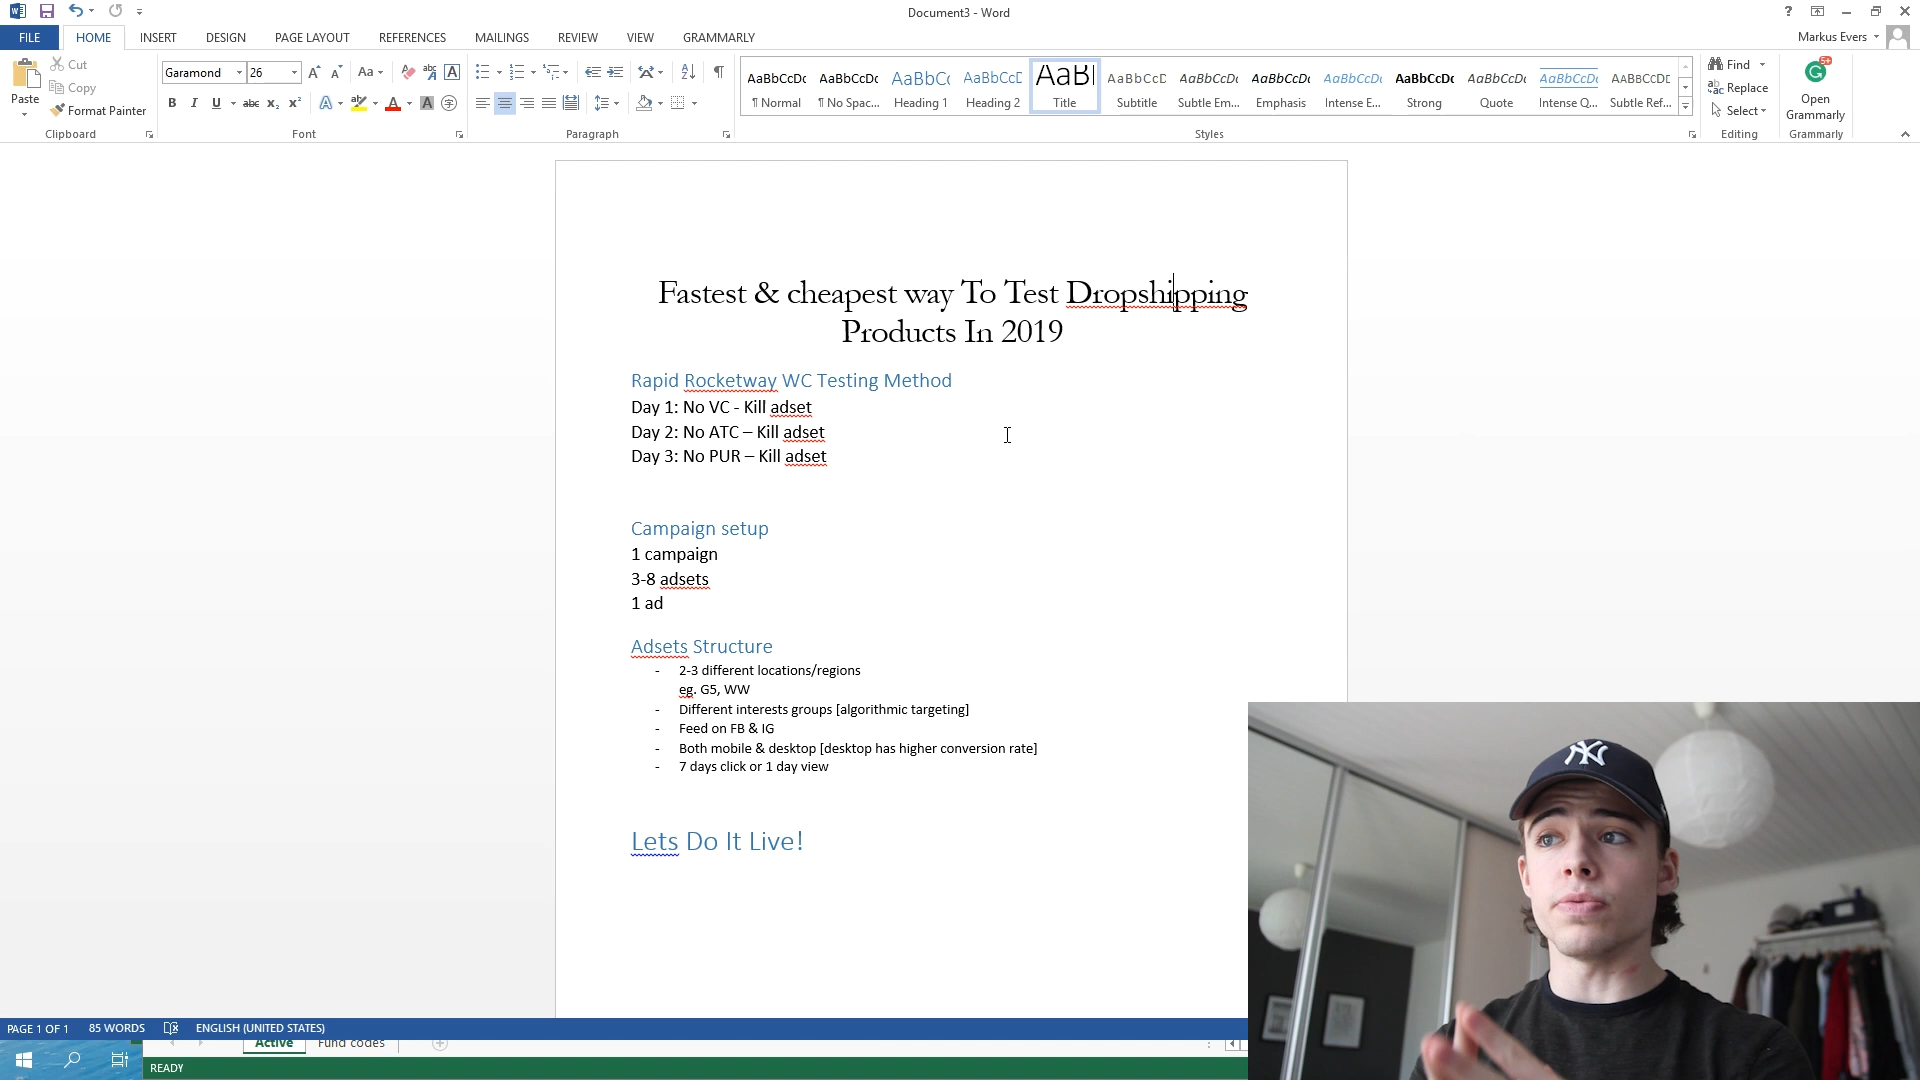 Document3 - Word
FILE HOME INSERT DESIGN PAGE LAYOUT REFERENCES MAILINGS REVIEW VIEW GRAMMARLY
Markus Evers
Paste
Cut
Copy
Format Painter
Clipboard
Garamond 26
Font
Paragraph
AaBbCcDc AaBbCcDc AaBbCc AaBbCcD AaBl AaBbCcD AaBbCcDc AaBbCcDc AaBbCcDc AaBbCcDc AaBbCcDc AaBbCcDc AABBCCDE
¶ Normal ¶ No Spac... Heading 1 Heading 2 Title Subtitle Subtle Em... Emphasis Intense E... Strong Quote Intense Q... Subtle Ref...
Styles
Find
Replace
Select
Editing
5+
Open
Grammarly
Grammarly
Fastest & cheapest way To Test Dropshipping
Products In 2019
Rapid Rocketway WC Testing Method
Day 1: No VC - Kill adset
Day 2: No ATC – Kill adset
Day 3: No PUR – Kill adset
Campaign setup
1 campaign
3-8 adsets
1 ad
Adsets Structure
- 2-3 different locations/regions
eg. G5, WW
- Different interests groups [algorithmic targeting]
- Feed on FB & IG
- Both mobile & desktop [desktop has higher conversion rate]
- 7 days click or 1 day view
Lets Do It Live!
PAGE 1 OF 1 85 WORDS ENGLISH (UNITED STATES)
Active Fund codes
READY
NY